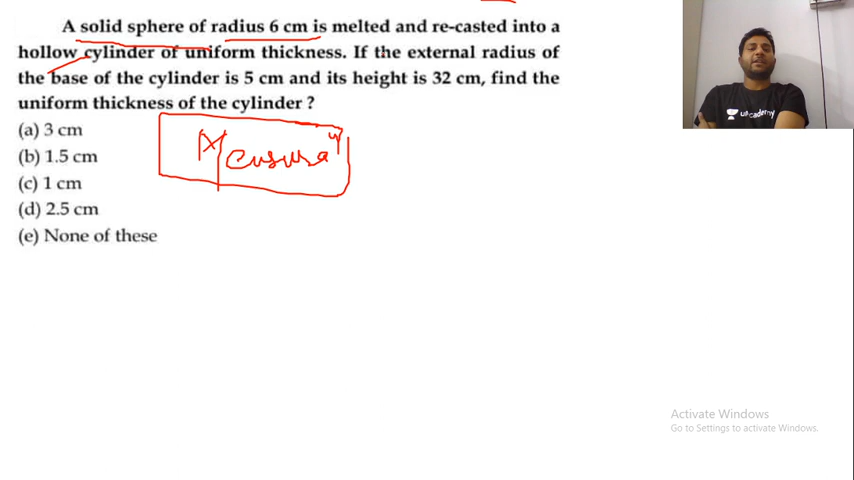 A solid sphere of radius 6 cm is melted and re-casted into a
hollow cylinder of uniform thickness. If the external radius of
the base of the cylinder is 5 cm and its height is 32 cm, find the
uniform thickness of the cylinder ?
(a) 3 cm
(b) 1.5 cm
(c) 1 cm
(d) 2.5 cm
(e) None of these
Activate Windows
Go to Settings to activate Windows.